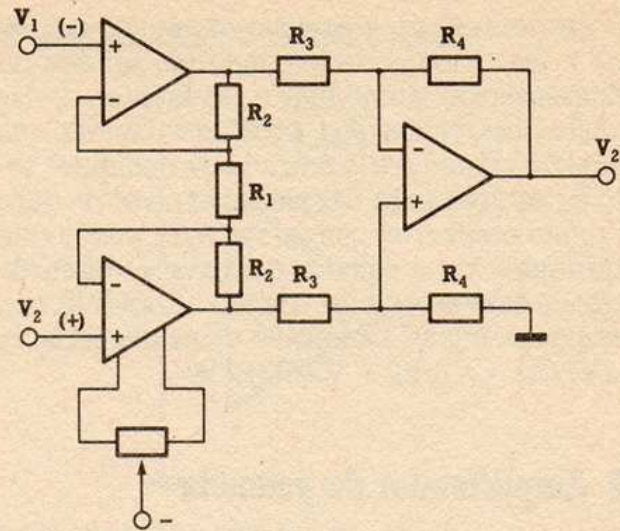 V₁ (-)
+
-
R₃
R₄
R₂
R₁
R₂
-
+
V₂
-
+
V₂ (+)
R₃
R₄
-